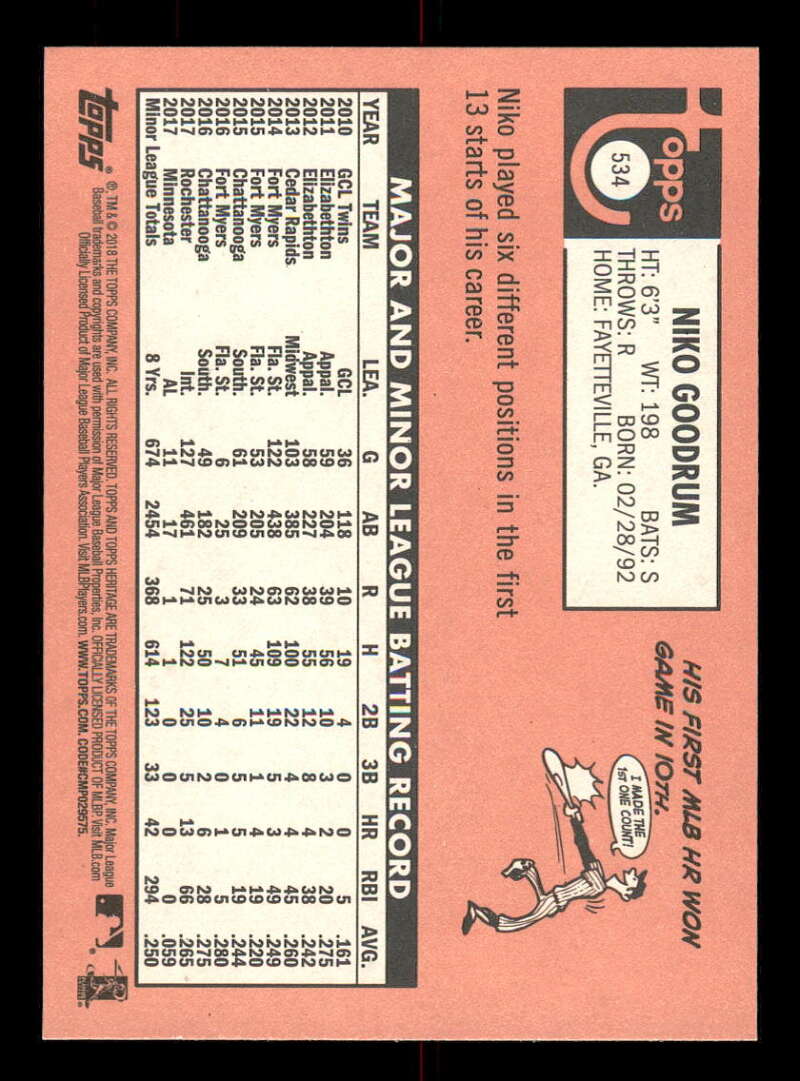 Topps
534
NIKO GOODRUM
HT: 6'3" WT: 198 BATS: S
THROWS: R BORN: 02/28/92
HOME: FAYETTEVILLE, GA.
HIS FIRST MLB HR WON
GAME IN 10TH.
I MADE THE
1ST ONE COUNT!
Niko played six different positions in the first
13 starts of his career.
MAJOR AND MINOR LEAGUE BATTING RECORD
YEAR TEAM LEA. G AB R H 2B 3B HR RBI AVG.
2010 GCL Twins GCL 36 118 10 19 4 0 0 5 .161
2011 Elizabethton Appal. 59 204 39 56 10 3 2 20 .275
2012 Elizabethton Appal. 58 227 38 55 12 8 4 38 .242
2013 Cedar Rapids Midwest 103 385 62 100 22 4 4 45 .260
2014 Fort Myers Fla. St. 122 438 63 109 19 4 3 49 .249
2015 Fort Myers Fla. St. 53 205 24 45 11 1 4 19 .220
2015 Chattanooga South. 61 209 33 51 6 5 5 19 .244
2016 Fort Myers Fla. St. 6 25 3 7 4 0 1 5 .280
2016 Chattanooga South. 49 182 25 50 10 2 6 28 .275
2017 Rochester Int. 127 461 71 122 25 5 13 66 .265
2017 Minnesota AL 11 17 1 1 0 0 0 0 .059
Minor League Totals 8 Yrs. 674 2454 368 614 123 33 42 294 .250
Topps ® ®, TM & © 2018 THE TOPPS COMPANY, INC. ALL RIGHTS RESERVED. TOPPS AND TOPPS HERITAGE ARE TRADEMARKS OF THE TOPPS COMPANY, INC. Major League
Baseball trademarks and copyrights are used with permission of Major League Baseball Properties, Inc. OFFICIALLY LICENSED PRODUCT OF MLBP. Visit MLB.com
Officially Licensed Product of Major League Baseball Players Association. Visit MLBPlayers.com. WWW.TOPPS.COM. CODE#CMP029575.